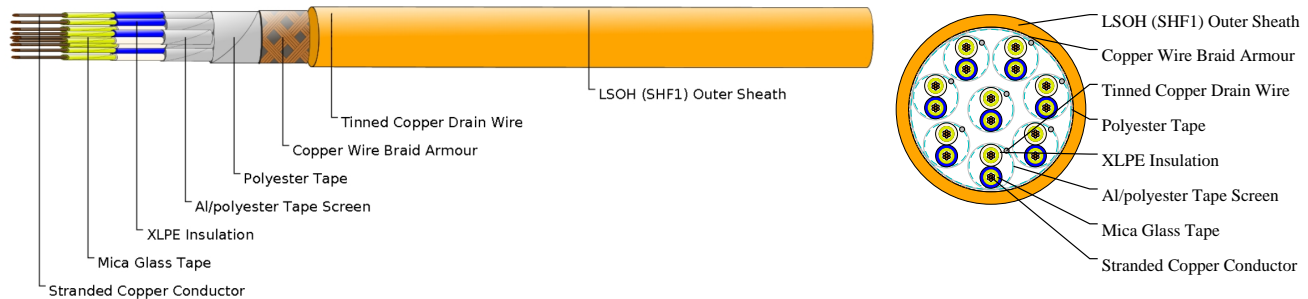 LSOH (SHF1) Outer Sheath
Tinned Copper Drain Wire
Copper Wire Braid Armour
Polyester Tape
Al/polyester Tape Screen
XLPE Insulation
Mica Glass Tape
Stranded Copper Conductor
LSOH (SHF1) Outer Sheath
Copper Wire Braid Armour
Tinned Copper Drain Wire
Polyester Tape
XLPE Insulation
Al/polyester Tape Screen
Mica Glass Tape
Stranded Copper Conductor